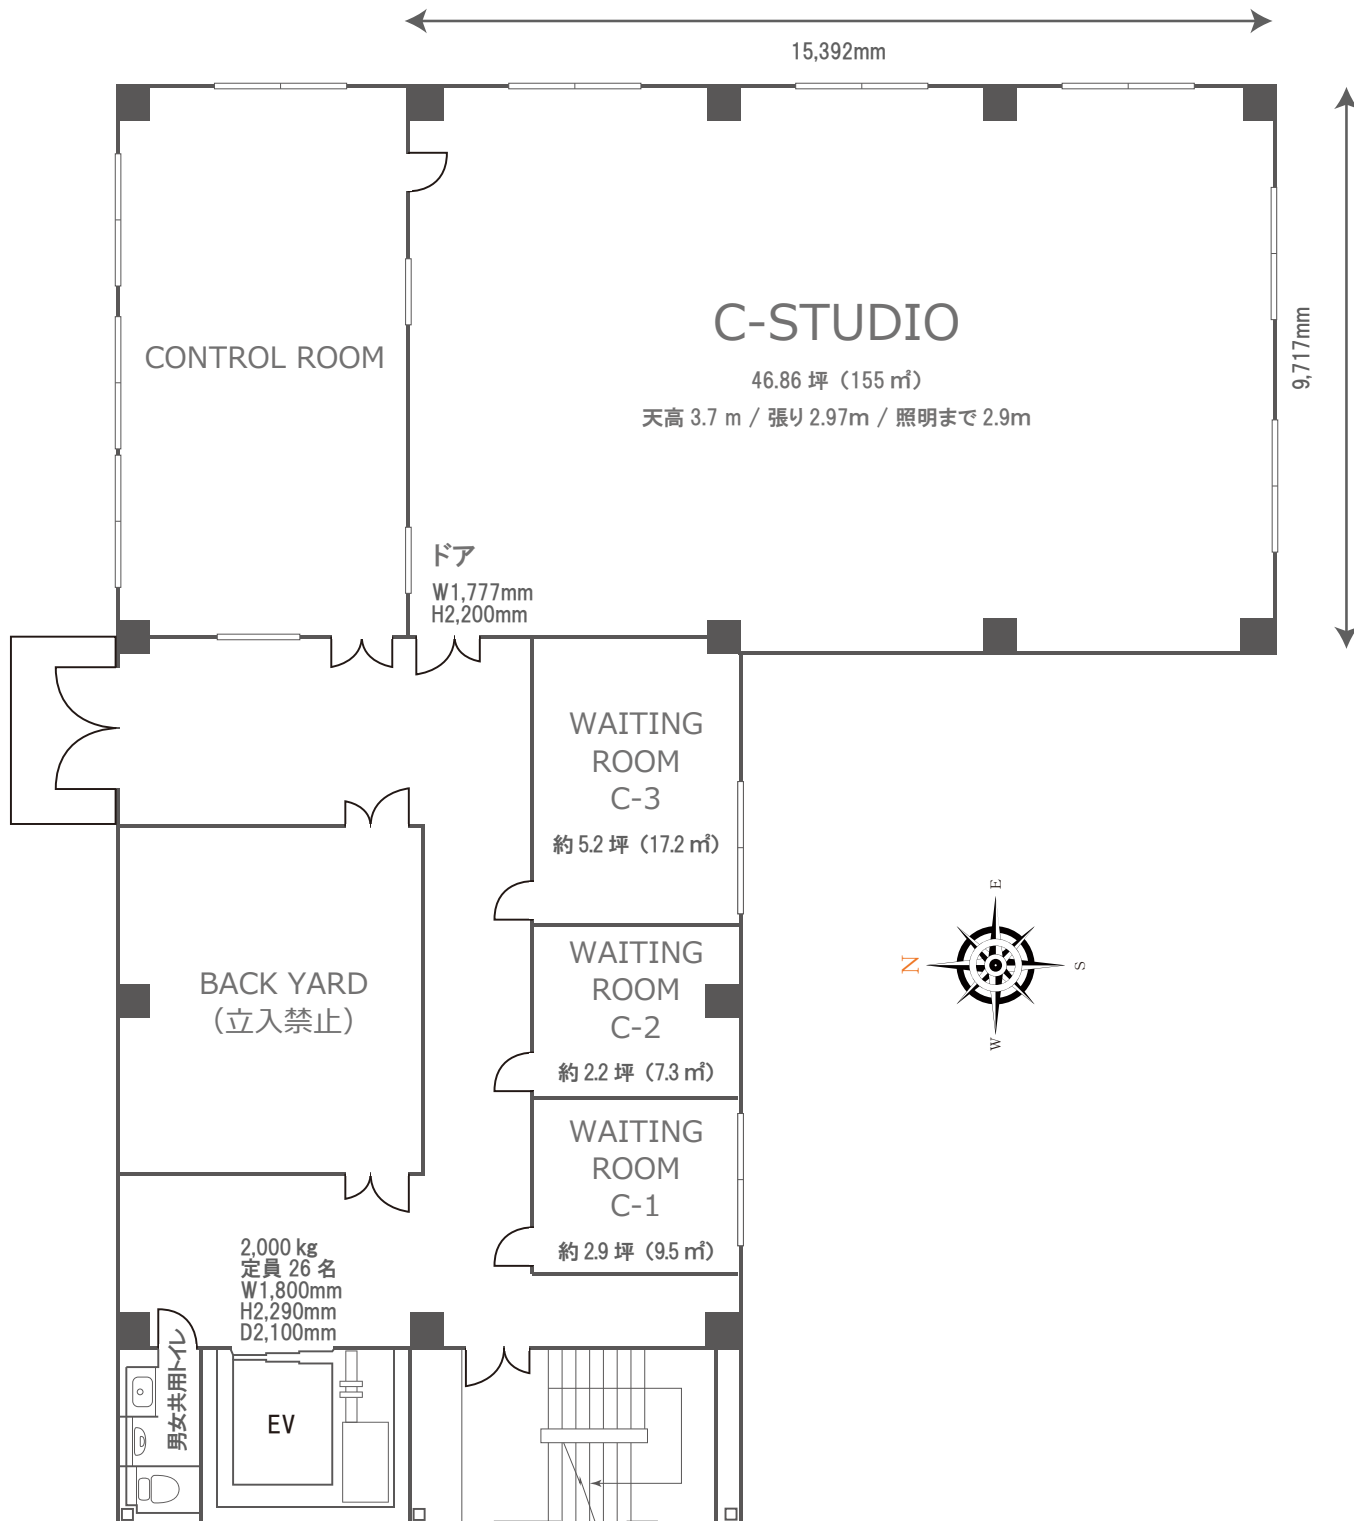 15,392mm
9,717mm
C-STUDIO
46.86 坪（155 ㎡）
天高 3.7 m / 張り 2.97m / 照明まで 2.9m
CONTROL ROOM
ドア
W1,777mm
H2,200mm
WAITING
ROOM
C-3
約 5.2 坪（17.2 ㎡）
WAITING
ROOM
C-2
約 2.2 坪（7.3 ㎡）
WAITING
ROOM
C-1
約 2.9 坪（9.5 ㎡）
BACK YARD
（立入禁止）
E
N
S
W
2,000 kg
定員 26 名
W1,800mm
H2,290mm
D2,100mm
男女共用トイレ
EV